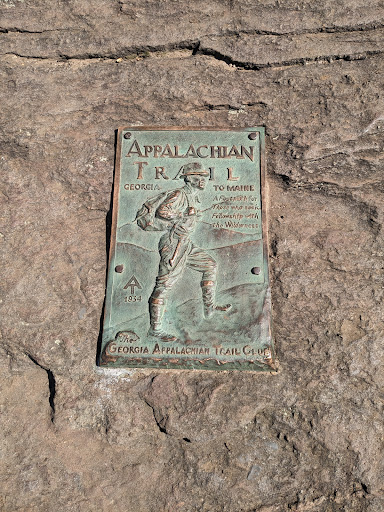 APPALACHIAN
TRAIL
GEORGIA TO MAINE
A Footpath for
Those who seek
Fellowship with
the Wilderness
AT
1934
The
GEORGIA APPALACHIAN TRAIL CLUB